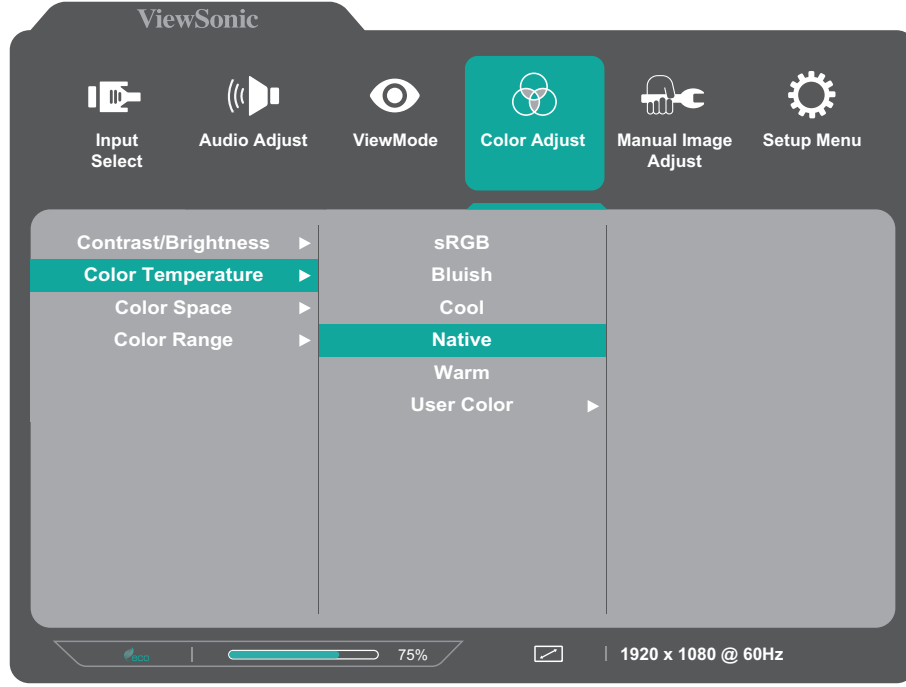 ViewSonic
Input
Select
Audio Adjust
ViewMode
Color Adjust
Manual Image
Adjust
Setup Menu
Contrast/Brightness
Color Temperature
Color Space
Color Range
sRGB
Bluish
Cool
Native
Warm
User Color
ECO
75%
1920 x 1080 @ 60Hz